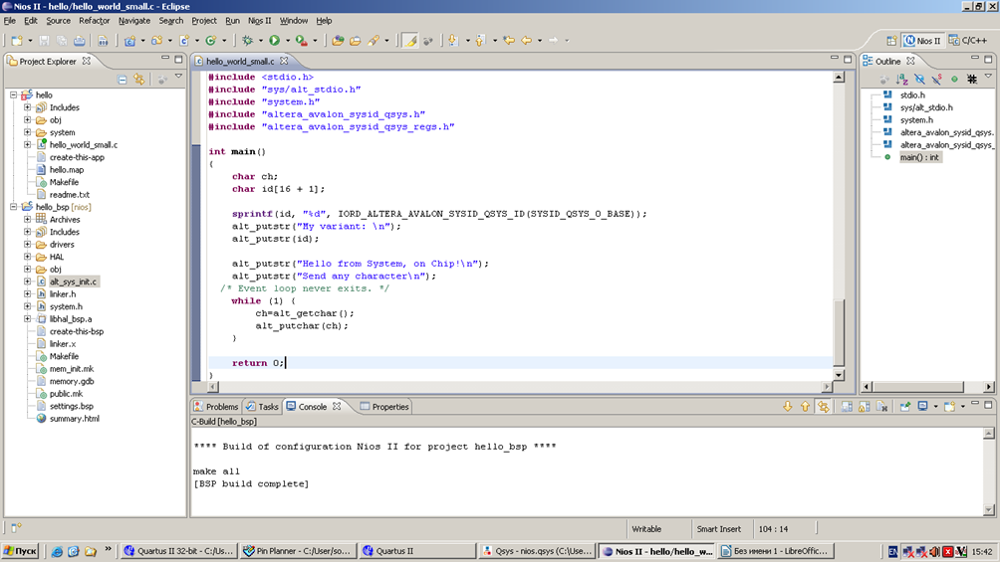 Nios II - hello/hello_world_small.c - Eclipse
File Edit Source Refactor Navigate Search Project Run Nios II Window Help
Nios II C/C++
Project Explorer
hello
Includes
obj
system
hello_world_small.c
create-this-app
hello.map
Makefile
readme.txt
hello_bsp [nios]
Archives
Includes
drivers
HAL
obj
alt_sys_init.c
linker.h
system.h
libhal_bsp.a
create-this-bsp
linker.x
Makefile
mem_init.mk
memory.gdb
public.mk
settings.bsp
summary.html
hello_world_small.c
#include <stdio.h>
#include "sys/alt_stdio.h"
#include "system.h"
#include "altera_avalon_sysid_qsys.h"
#include "altera_avalon_sysid_qsys_regs.h"
int main()
{
char ch;
char id[16 + 1];
sprintf(id, "%d", IORD_ALTERA_AVALON_SYSID_QSYS_ID(SYSID_QSYS_0_BASE));
alt_putstr("My variant: \n");
alt_putstr(id);
alt_putstr("Hello from System, on Chip!\n");
alt_putstr("Send any character\n");
/* Event loop never exits. */
while (1) {
ch=alt_getchar();
alt_putchar(ch);
}
return 0;
}
Outline
stdio.h
sys/alt_stdio.h
system.h
altera_avalon_sysid_qsys.
altera_avalon_sysid_qsys_
main() : int
Problems Tasks Console Properties
C-Build [hello_bsp]
**** Build of configuration Nios II for project hello_bsp ****
make all
[BSP build complete]
Writable Smart Insert 104 : 14
Пуск » Quartus II 32-bit - C:/Us... Pin Planner - C:/User/so... Quartus II Qsys - nios.qsys (C:\Use... Nios II - hello/hello_w... Без имени 1 - LibreOffic... EN 15:42